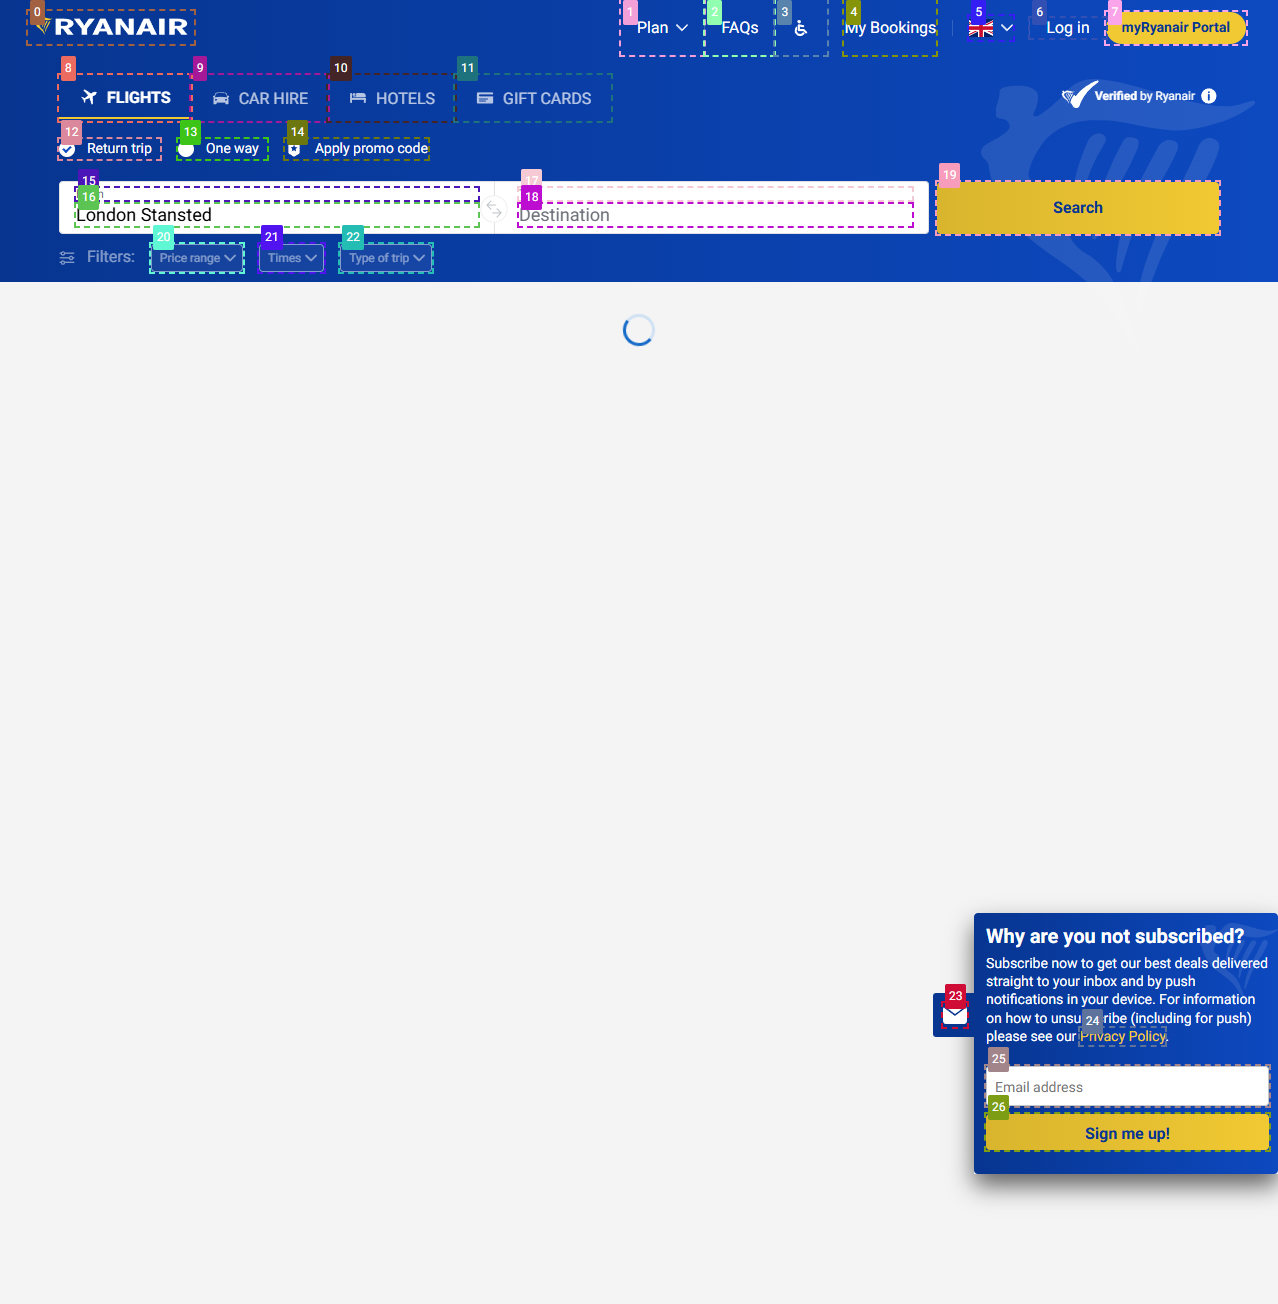 RYANAIR
Plan
FAQs
My Bookings
Log in
myRyanair Portal
FLIGHTS
CAR HIRE
HOTELS
GIFT CARDS
Verified by Ryanair
Return trip
One way
Apply promo code
London Stansted
Destination
Search
Filters:
Price range
Times
Type of trip
Why are you not subscribed?
Subscribe now to get our best deals delivered
straight to your inbox and by push
notifications in your device. For information
on how to (including for push)
please see our Privacy Policy.
Email address
Sign me up!
0
1
2
3
4
5
6
7
8
9
10
11
12
13
14
15
16
17
18
19
20
21
22
23
24
25
26